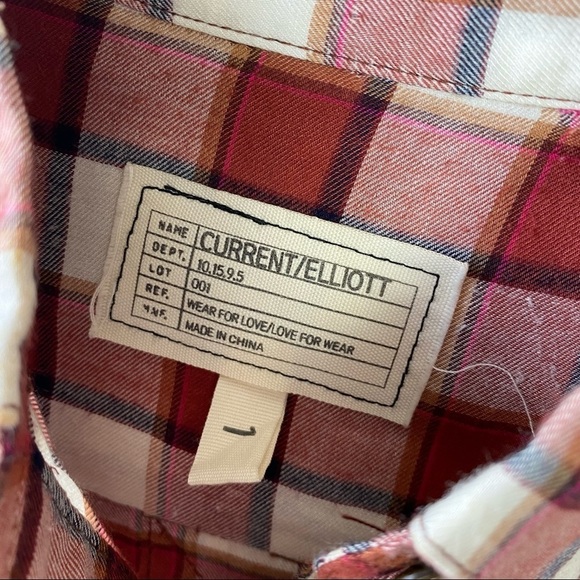 NAME CURRENT/ELLIOTT
DEPT. 10.15.9.5
LOT 001
REF. WEAR FOR LOVE/LOVE FOR WEAR
MNF. MADE IN CHINA
1